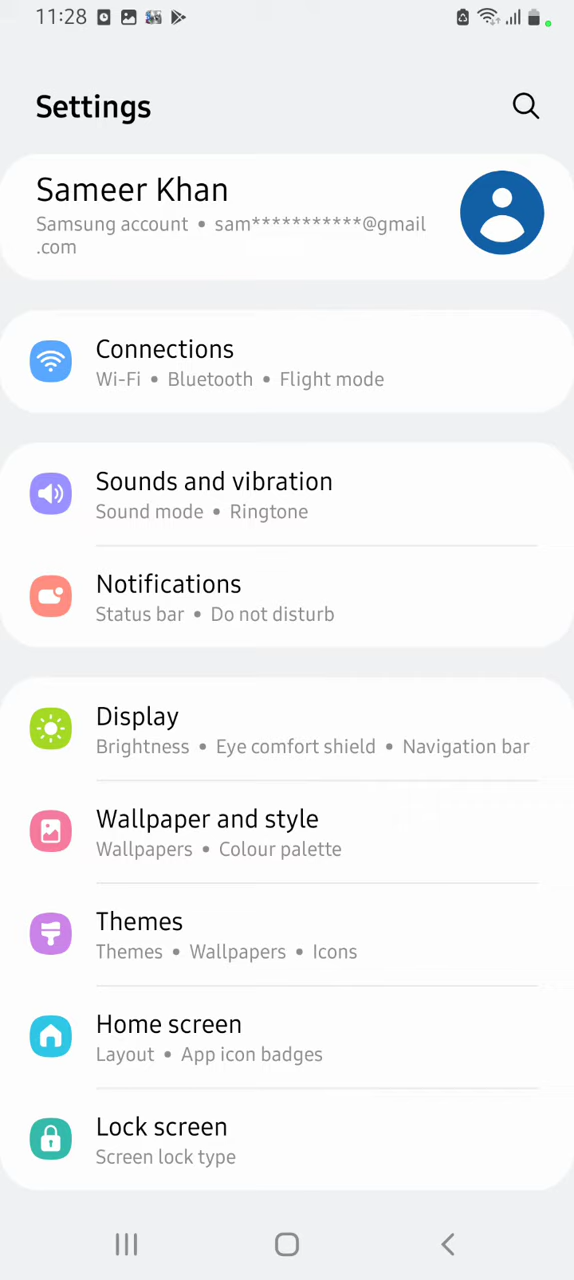 11:28
Settings
Sameer Khan
Samsung account • sam***********@gmail
.com
Connections
Wi-Fi • Bluetooth • Flight mode
Sounds and vibration
Sound mode • Ringtone
Notifications
Status bar • Do not disturb
Display
Brightness • Eye comfort shield • Navigation bar
Wallpaper and style
Wallpapers • Colour palette
Themes
Themes • Wallpapers • Icons
Home screen
Layout • App icon badges
Lock screen
Screen lock type